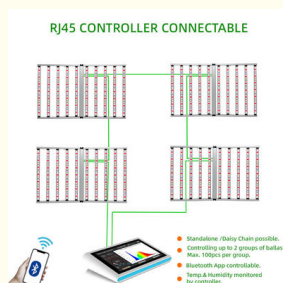 RJ45 CONTROLLER CONNECTABLE
Standalone /Daisy Chain possible.
Controlling up to 2 groups of ballas
Max. 100pcs per group.
Bluetooth App controllable.
Temp.& Humidity monitored
by controller.